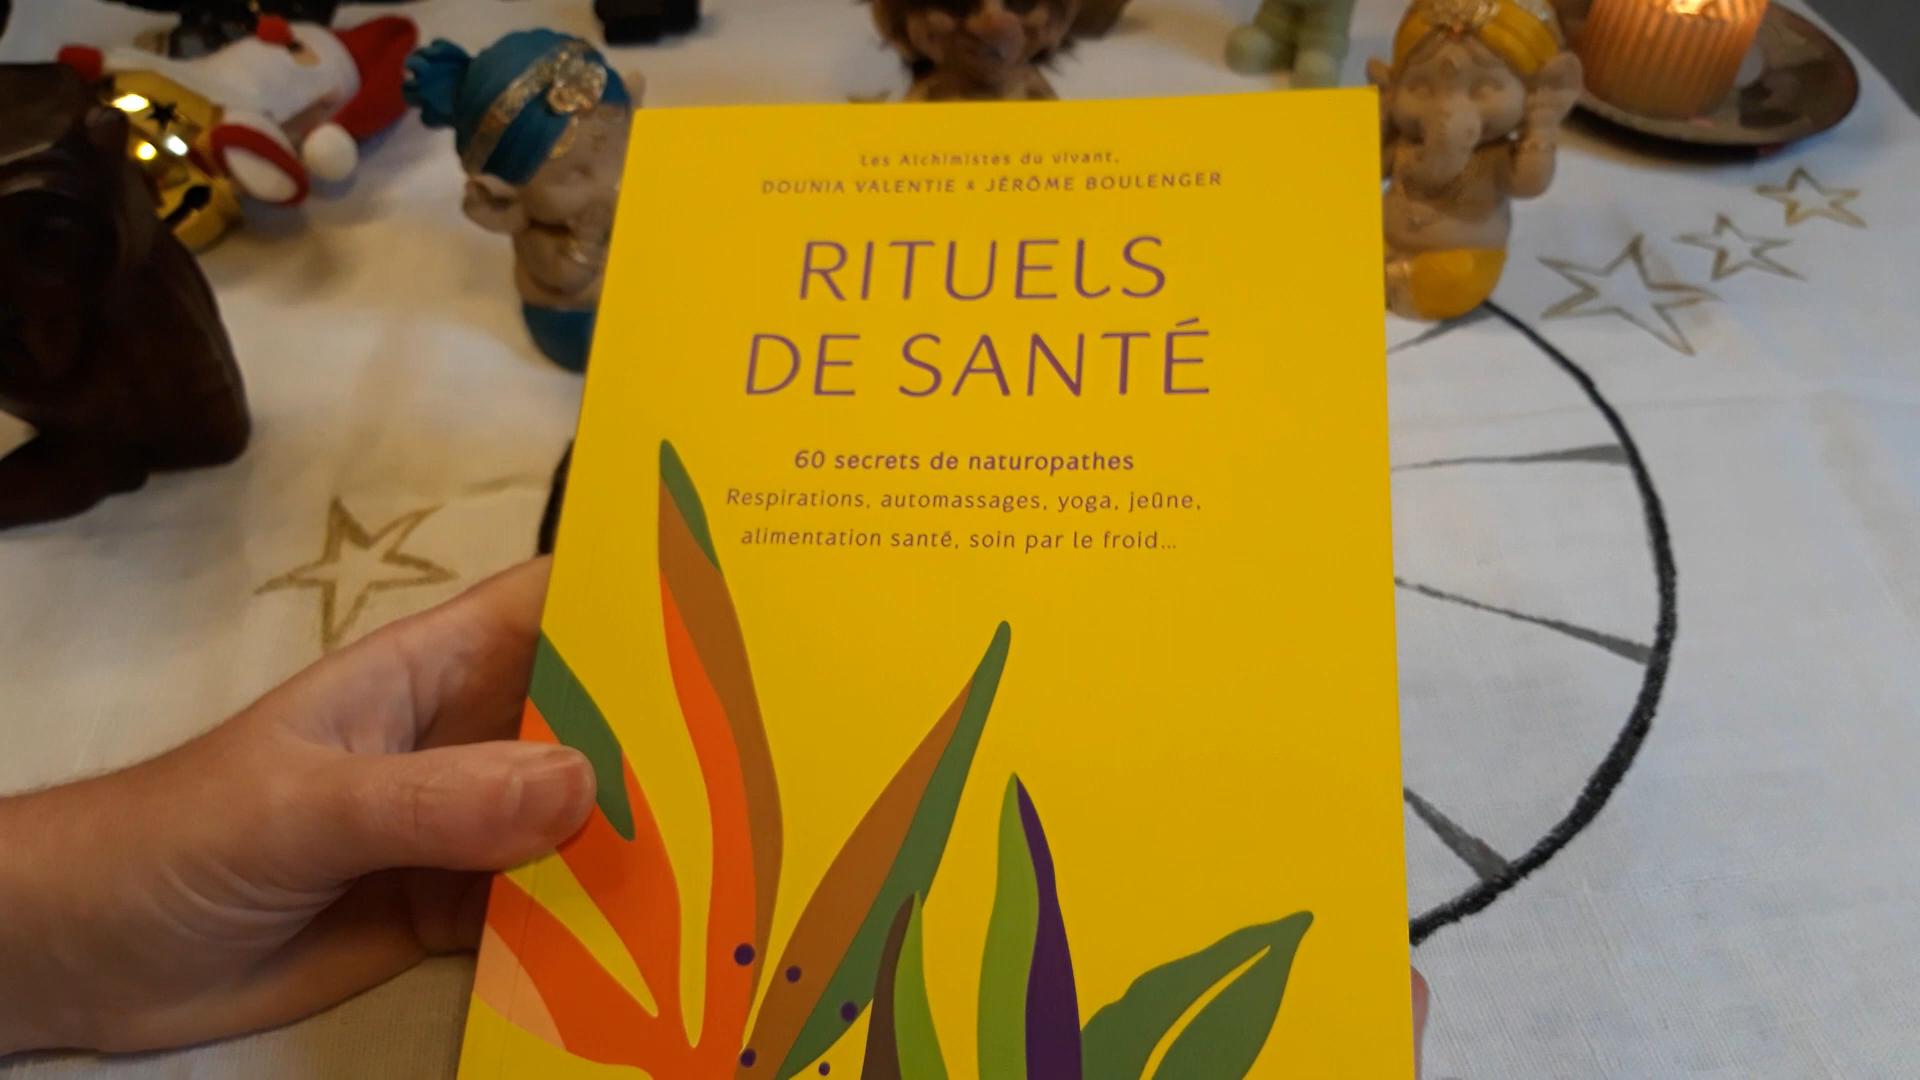 Les Alchimistes du vivant,
DOUNIA VALENTIE & JÉRÔME BOULENGER
RITUELS
DE SANTÉ
60 secrets de naturopathes
Respirations, automassages, yoga, jeûne,
alimentation santé, soin par le froid...